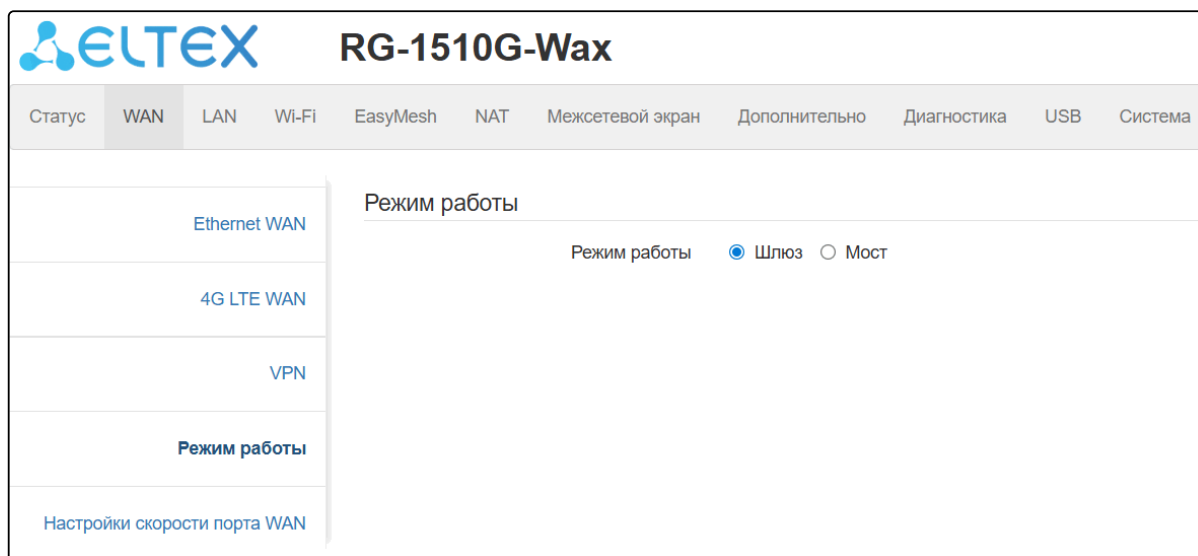 ELTEX RG-1510G-Wax
Статус WAN LAN Wi-Fi EasyMesh NAT Межсетевой экран Дополнительно Диагностика USB Система
Ethernet WAN
4G LTE WAN
VPN
Режим работы
Настройки скорости порта WAN
Режим работы
Режим работы Шлюз Мост